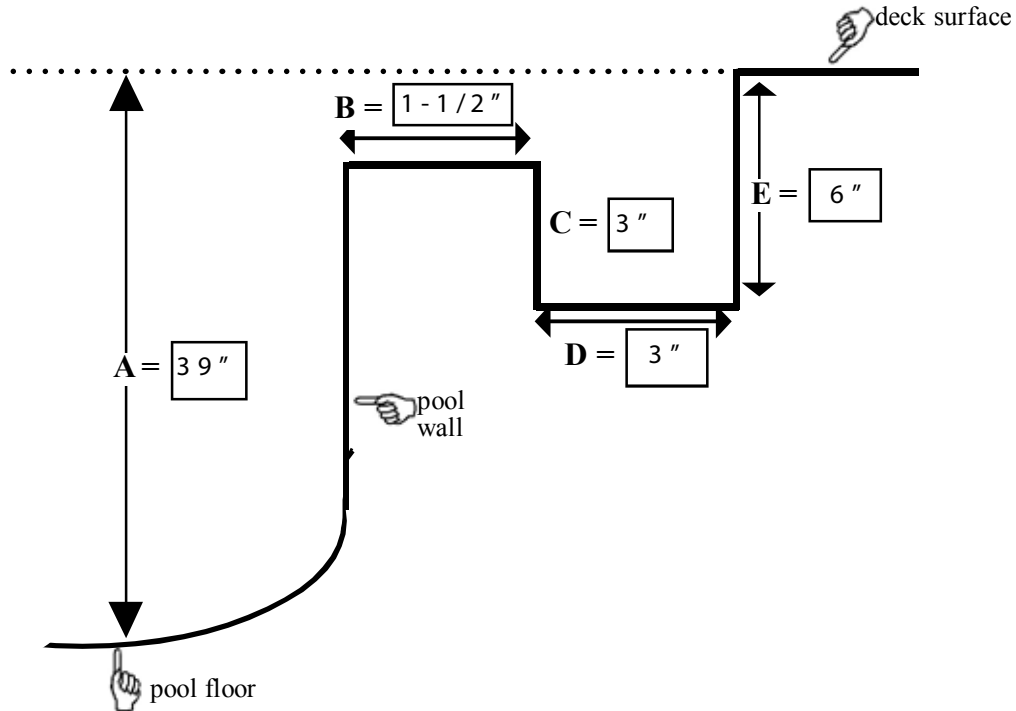 deck surface
B = 1 - 1 / 2 "
E = 6 "
C = 3 "
D = 3 "
A = 3 9 "
pool
wall
pool floor